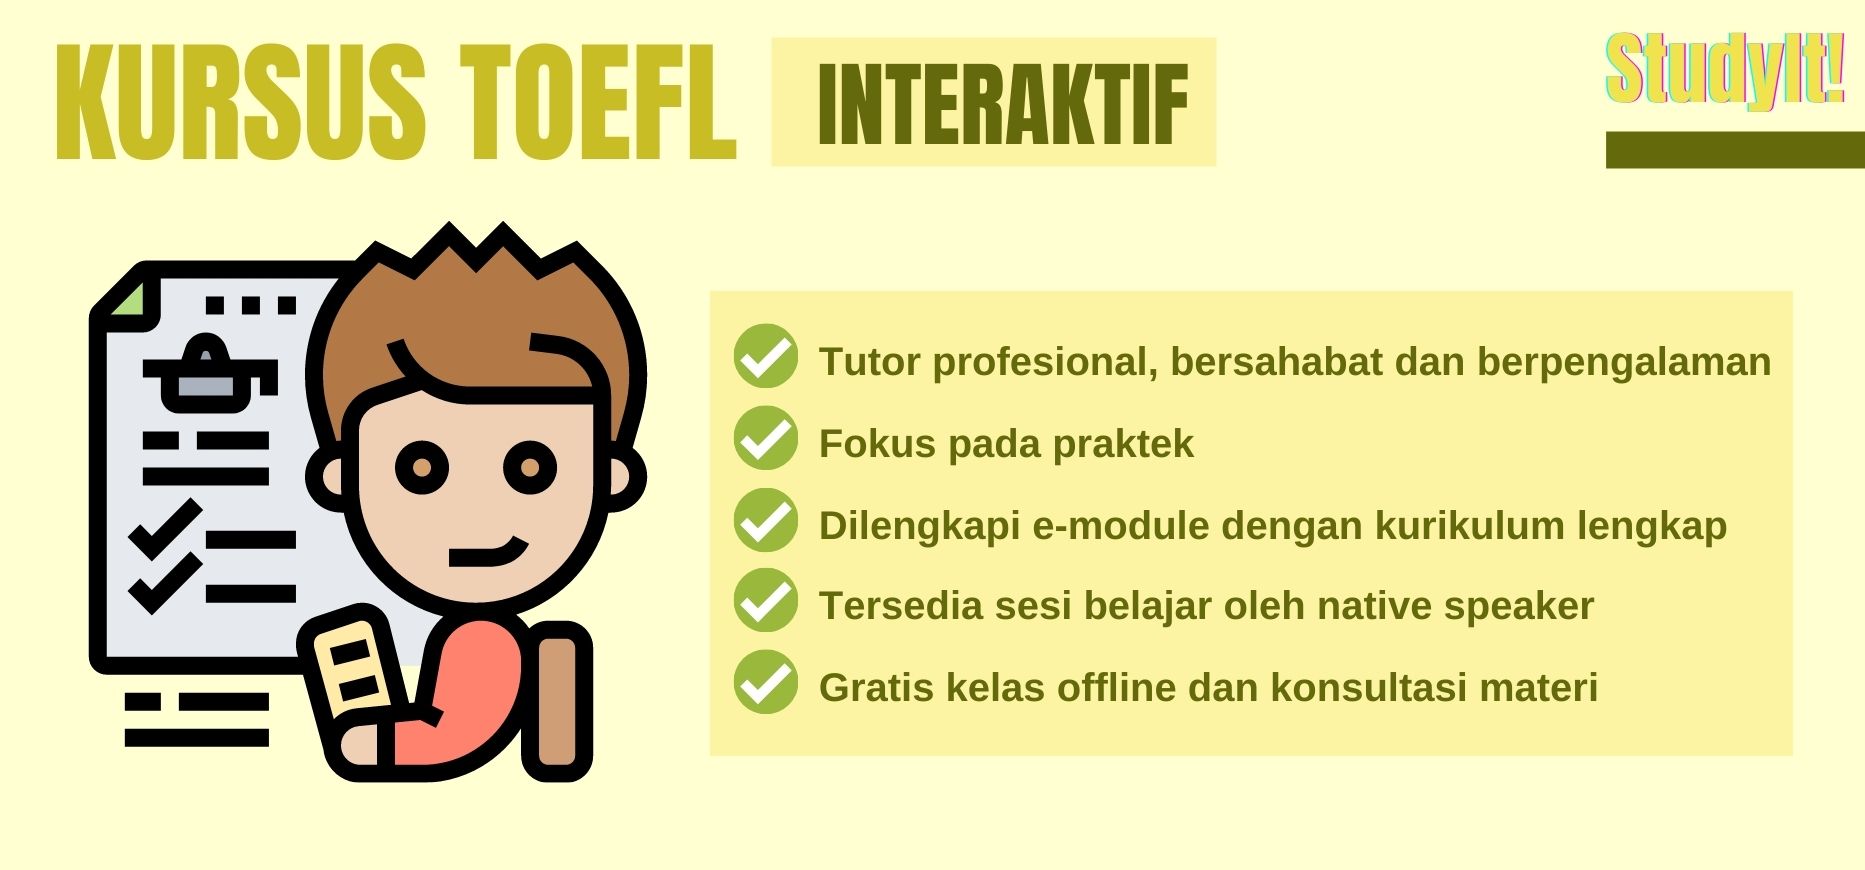 KURSUS TOEFL INTERAKTIF
StudyIt!
Tutor profesional, bersahabat dan berpengalaman
Fokus pada praktek
Dilengkapi e-module dengan kurikulum lengkap
Tersedia sesi belajar oleh native speaker
Gratis kelas offline dan konsultasi materi